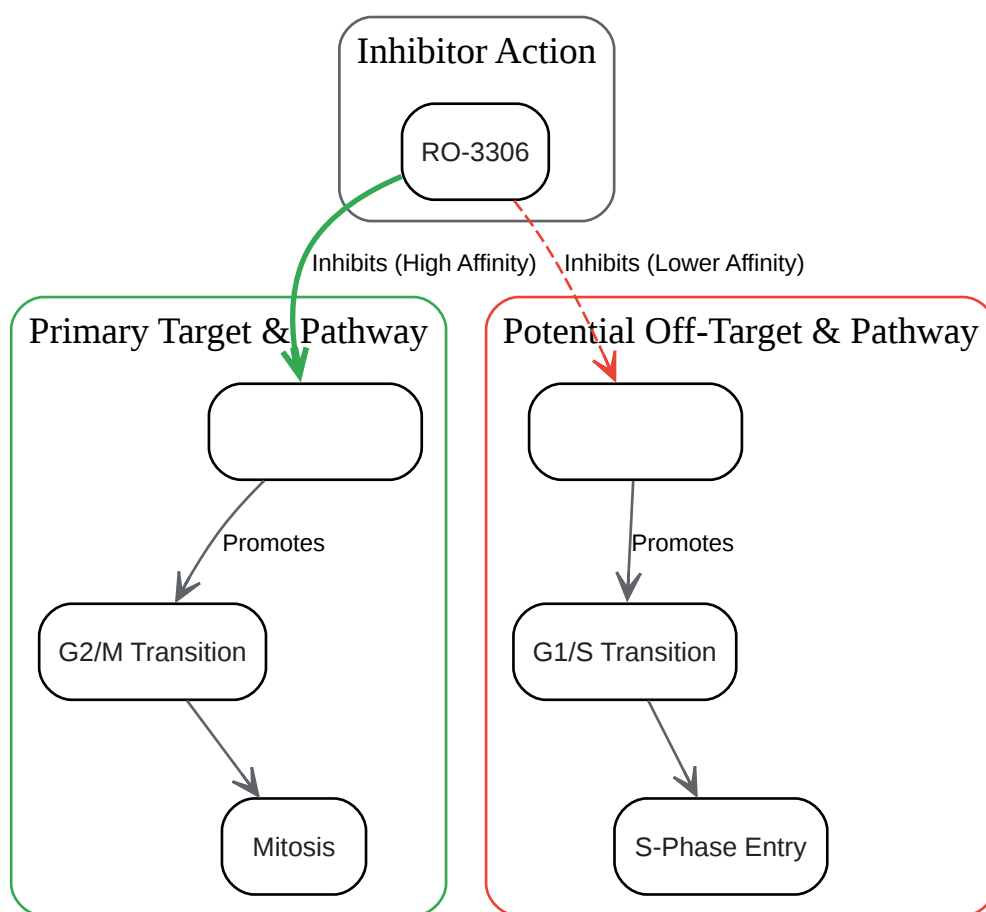 Inhibitor Action
RO-3306
Inhibits (High Affinity)
Inhibits (Lower Affinity)
Primary Target & Pathway
Potential Off-Target & Pathway
Promotes
Promotes
G2/M Transition
G1/S Transition
Mitosis
S-Phase Entry